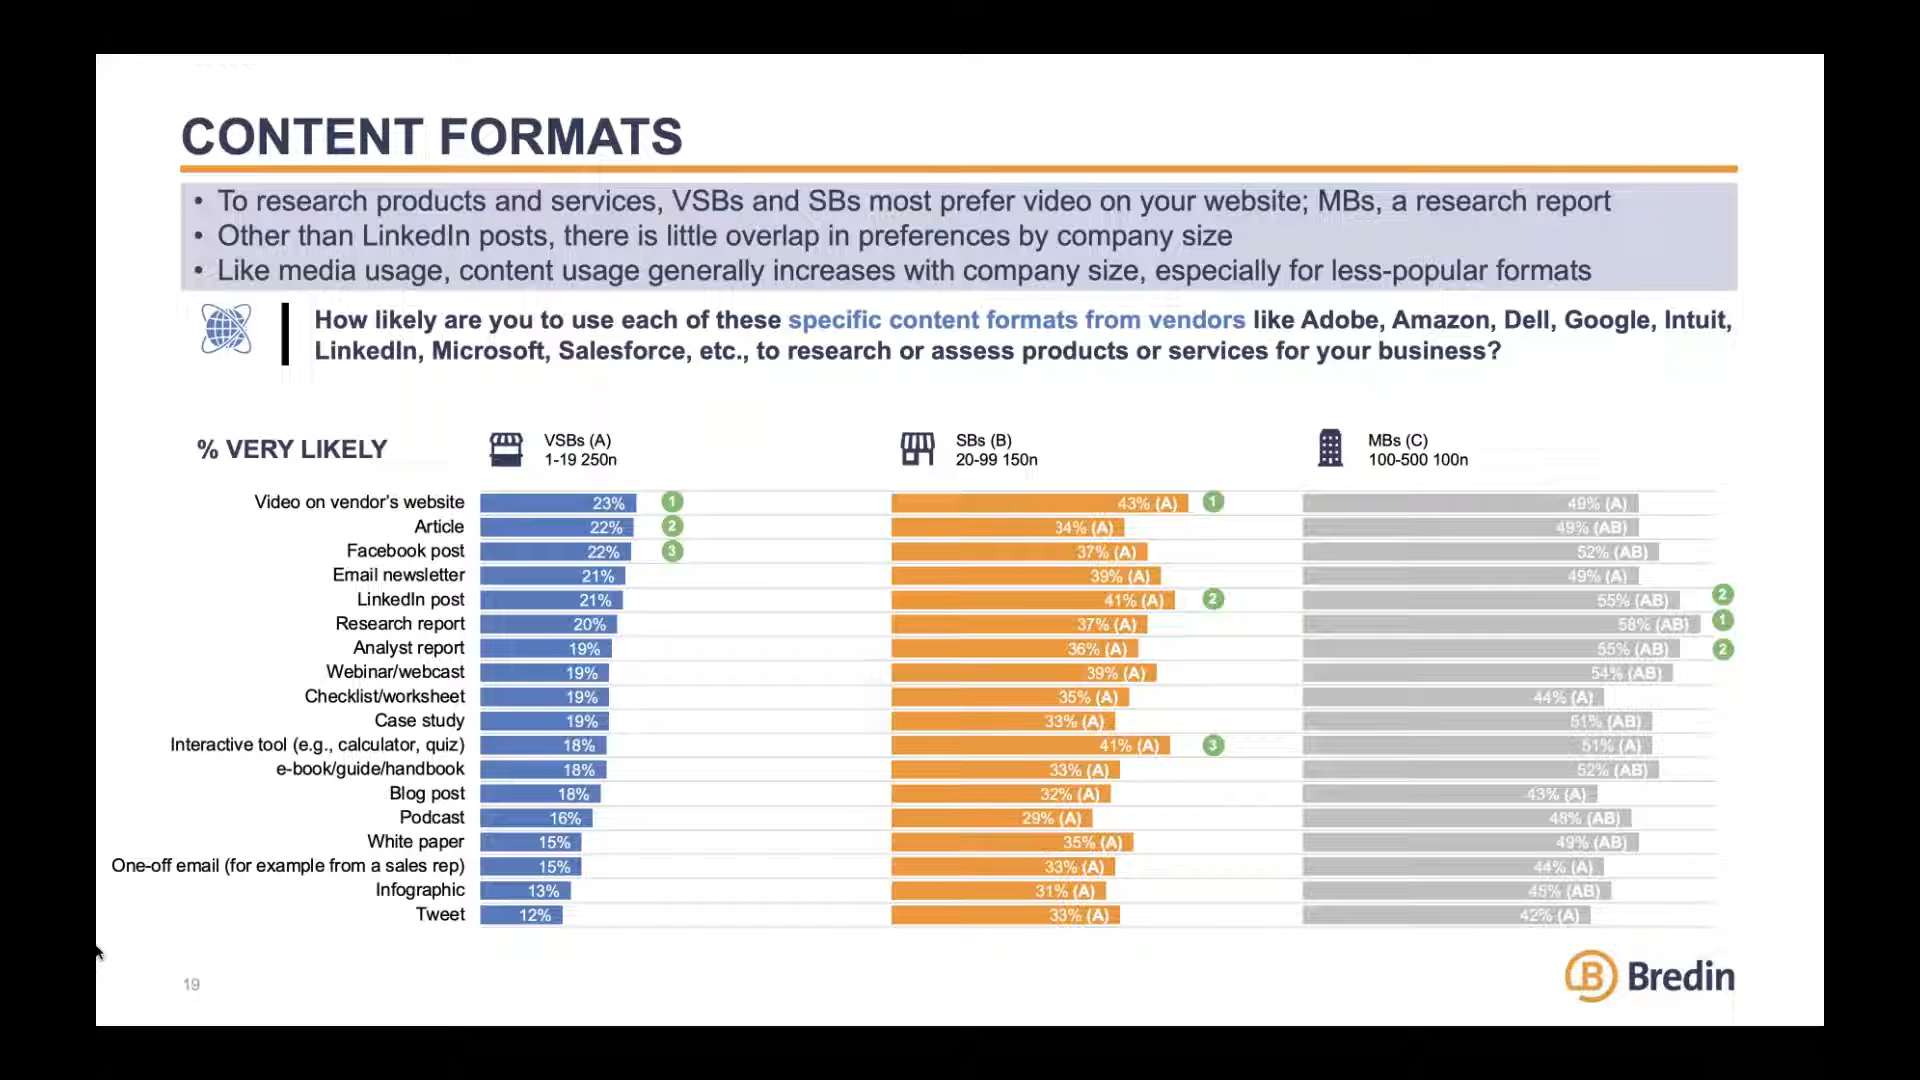 CONTENT FORMATS
• To research products and services, VSBs and SBs most prefer video on your website; MBs, a research report
• Other than LinkedIn posts, there is little overlap in preferences by company size
• Like media usage, content usage generally increases with company size, especially for less-popular formats
How likely are you to use each of these specific content formats from vendors like Adobe, Amazon, Dell, Google, Intuit,
LinkedIn, Microsoft, Salesforce, etc., to research or assess products or services for your business?
% VERY LIKELY
VSBs (A)
1-19 250n
SBs (B)
20-99 150n
MBs (C)
100-500 100n
Video on vendor's website 23% 1 43% (A) 1 49% (A)
Article 22% 2 34% (A) 49% (AB)
Facebook post 22% 3 37% (A) 52% (AB)
Email newsletter 21% 39% (A) 49% (A)
LinkedIn post 21% 41% (A) 2 55% (AB) 2
Research report 20% 37% (A) 58% (AB) 1
Analyst report 19% 36% (A) 55% (AB) 2
Webinar/webcast 19% 39% (A) 54% (AB)
Checklist/worksheet 19% 35% (A) 44% (A)
Case study 19% 33% (A) 51% (AB)
Interactive tool (e.g., calculator, quiz) 18% 41% (A) 3 51% (A)
e-book/guide/handbook 18% 33% (A) 52% (AB)
Blog post 18% 32% (A) 43% (A)
Podcast 16% 29% (A) 48% (AB)
White paper 15% 35% (A) 49% (AB)
One-off email (for example from a sales rep) 15% 33% (A) 44% (A)
Infographic 13% 31% (A) 45% (AB)
Tweet 12% 33% (A) 42% (A)
19
B Bredin